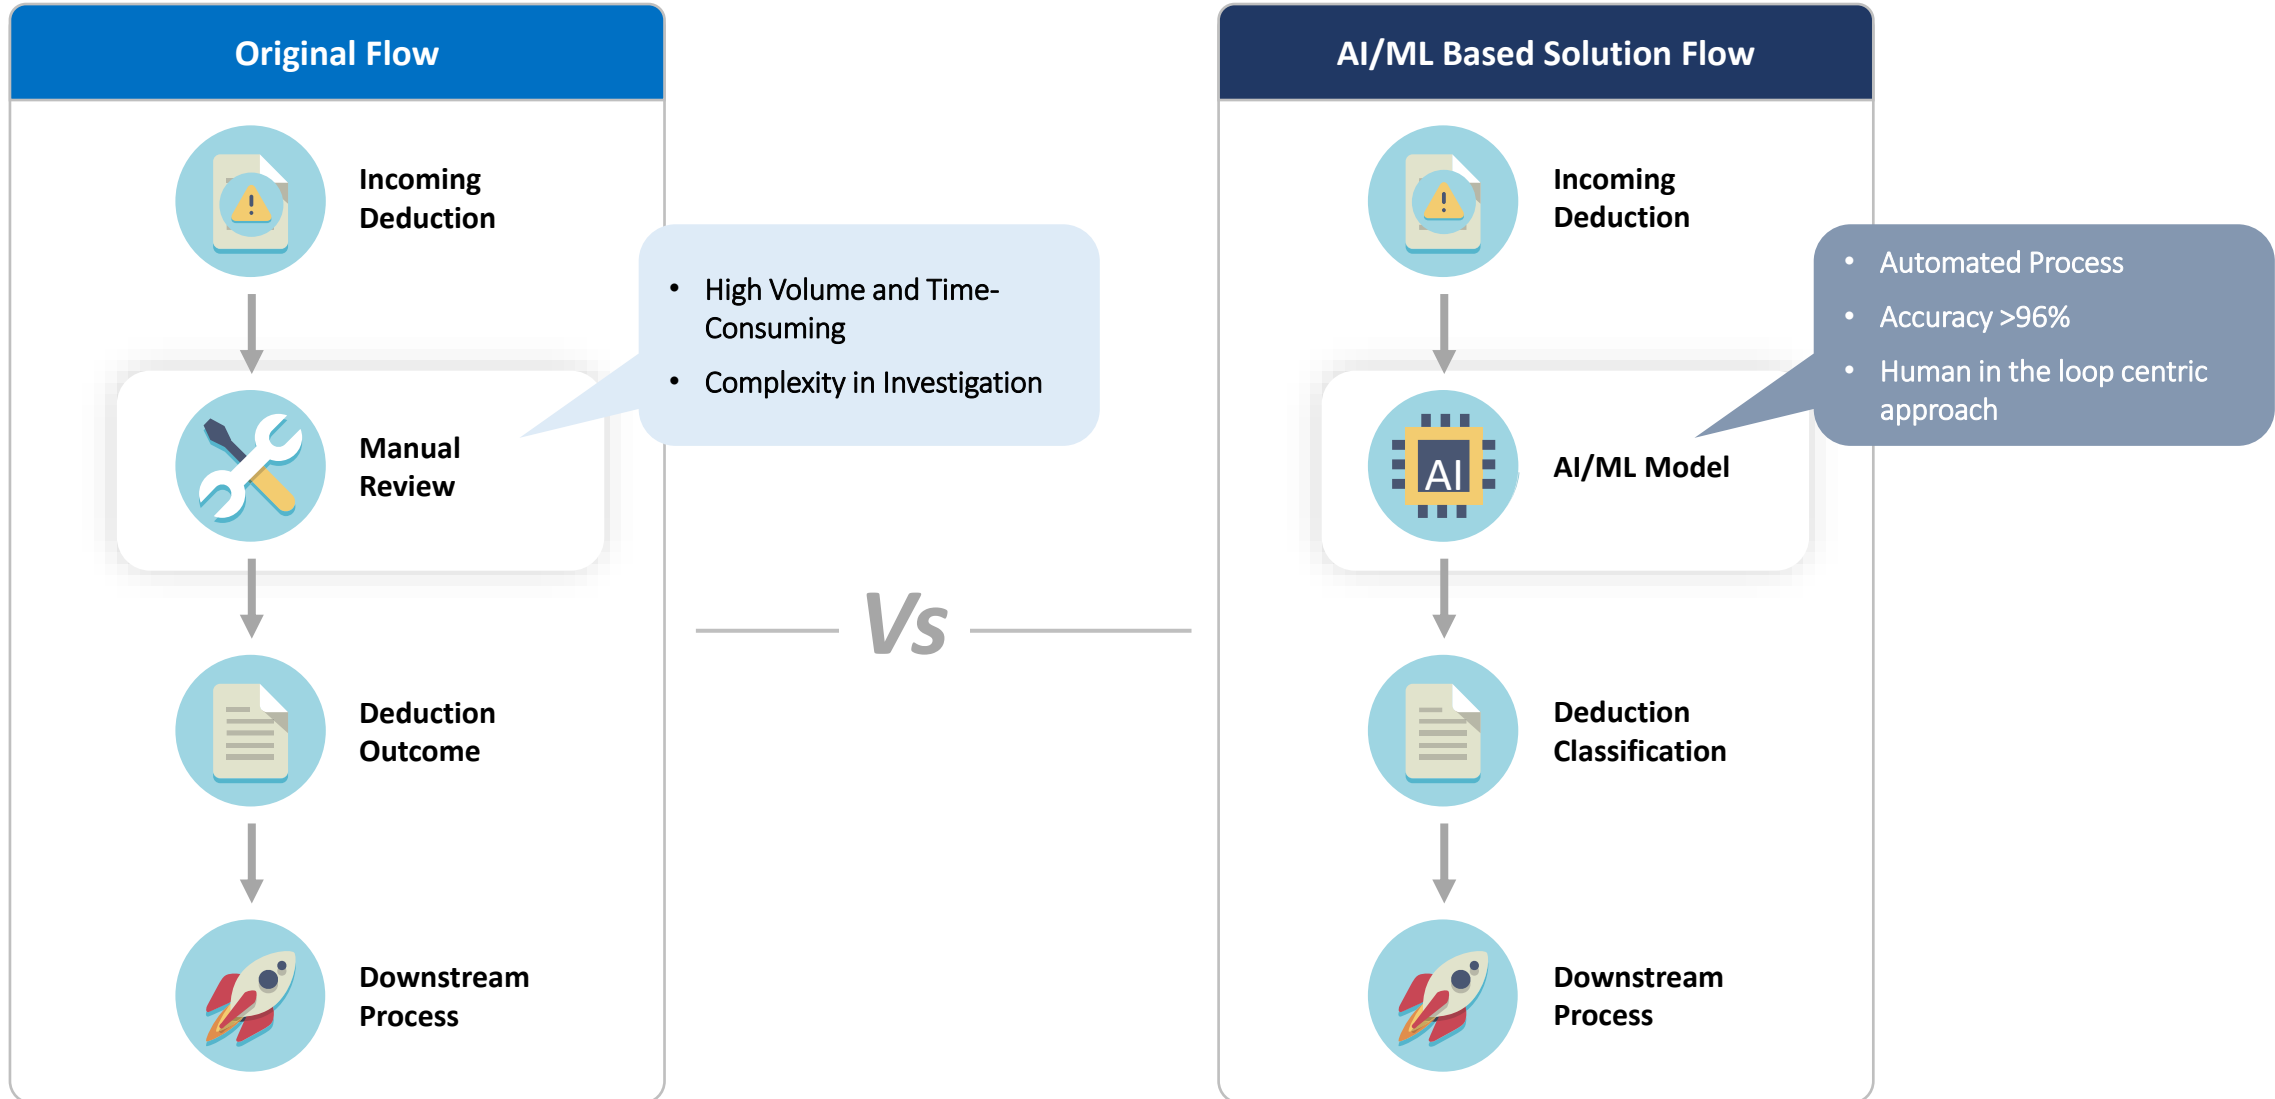 Original Flow
Incoming
Deduction
• High Volume and Time-
Consuming
• Complexity in Investigation
Manual
Review
Deduction
Outcome
Downstream
Process
Vs
AI/ML Based Solution Flow
Incoming
Deduction
• Automated Process
• Accuracy >96%
• Human in the loop centric
approach
AI
AI/ML Model
Deduction
Classification
Downstream
Process